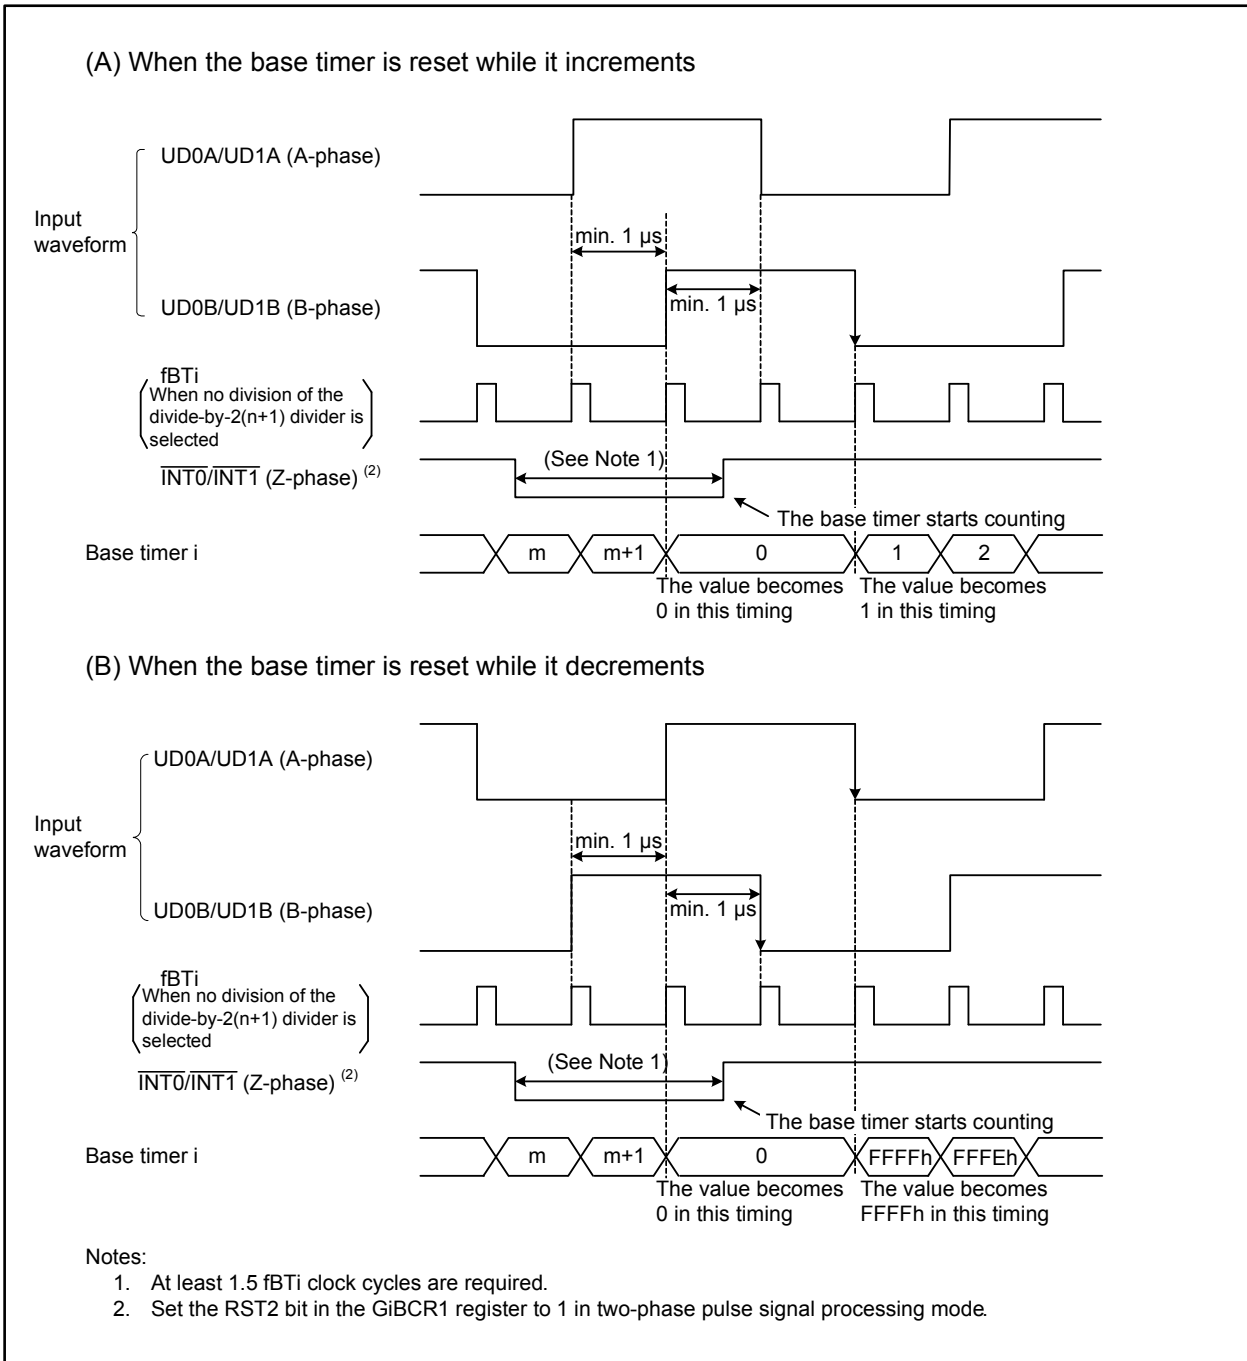 (A) When the base timer is reset while it increments
UD0A/UD1A (A-phase)
Input
waveform
min. 1 µs
UD0B/UD1B (B-phase)
min. 1 µs
fBTi
When no division of the
divide-by-2(n+1) divider is
selected
(See Note 1)
INT0/INT1 (Z-phase) (2)
The base timer starts counting
Base timer i
m
m+1
0
1
2
The value becomes
0 in this timing
The value becomes
1 in this timing
(B) When the base timer is reset while it decrements
UD0A/UD1A (A-phase)
Input
waveform
min. 1 µs
UD0B/UD1B (B-phase)
min. 1 µs
fBTi
When no division of the
divide-by-2(n+1) divider is
selected
(See Note 1)
INT0/INT1 (Z-phase) (2)
The base timer starts counting
Base timer i
m
m+1
0
FFFFh
FFFEh
The value becomes
0 in this timing
The value becomes
FFFFh in this timing
Notes:
1. At least 1.5 fBTi clock cycles are required.
2. Set the RST2 bit in the GiBCR1 register to 1 in two-phase pulse signal processing mode.